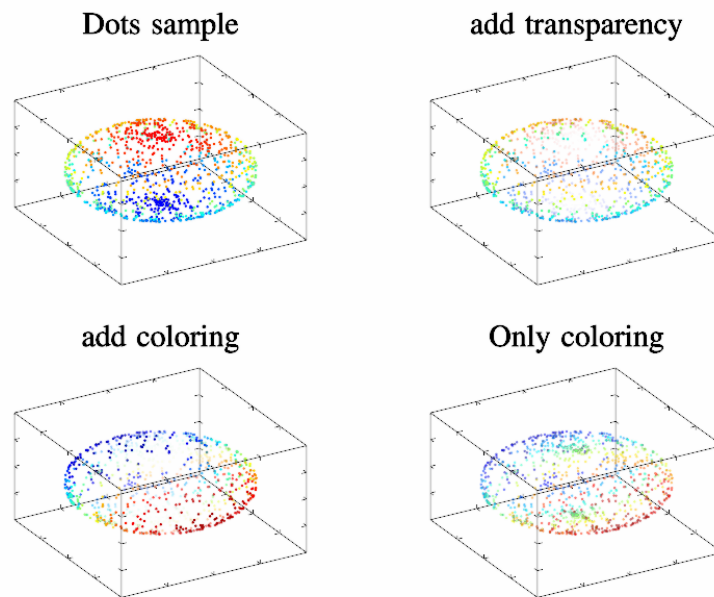 Dots sample
add transparency
add coloring
Only coloring